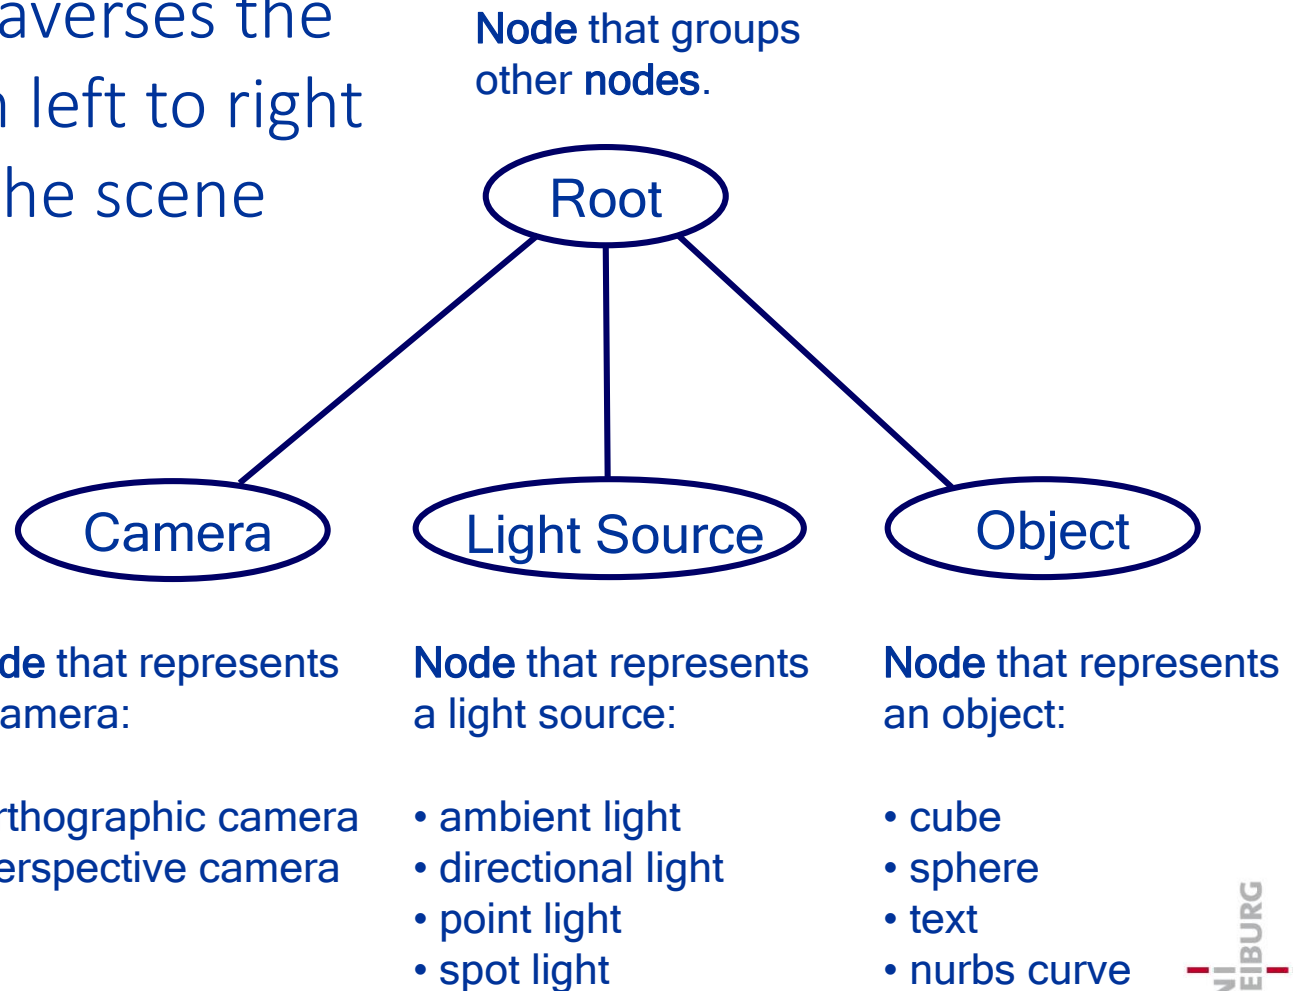 averses the
left to right
he scene
Node that groups
other nodes.
Root
Camera
Light Source
Object
de that represents
amera:
rthographic camera
erspective camera
Node that represents
a light source:
• ambient light
• directional light
• point light
• spot light
Node that represents
an object:
• cube
• sphere
• text
• nurbs curve
NI
EIBURG